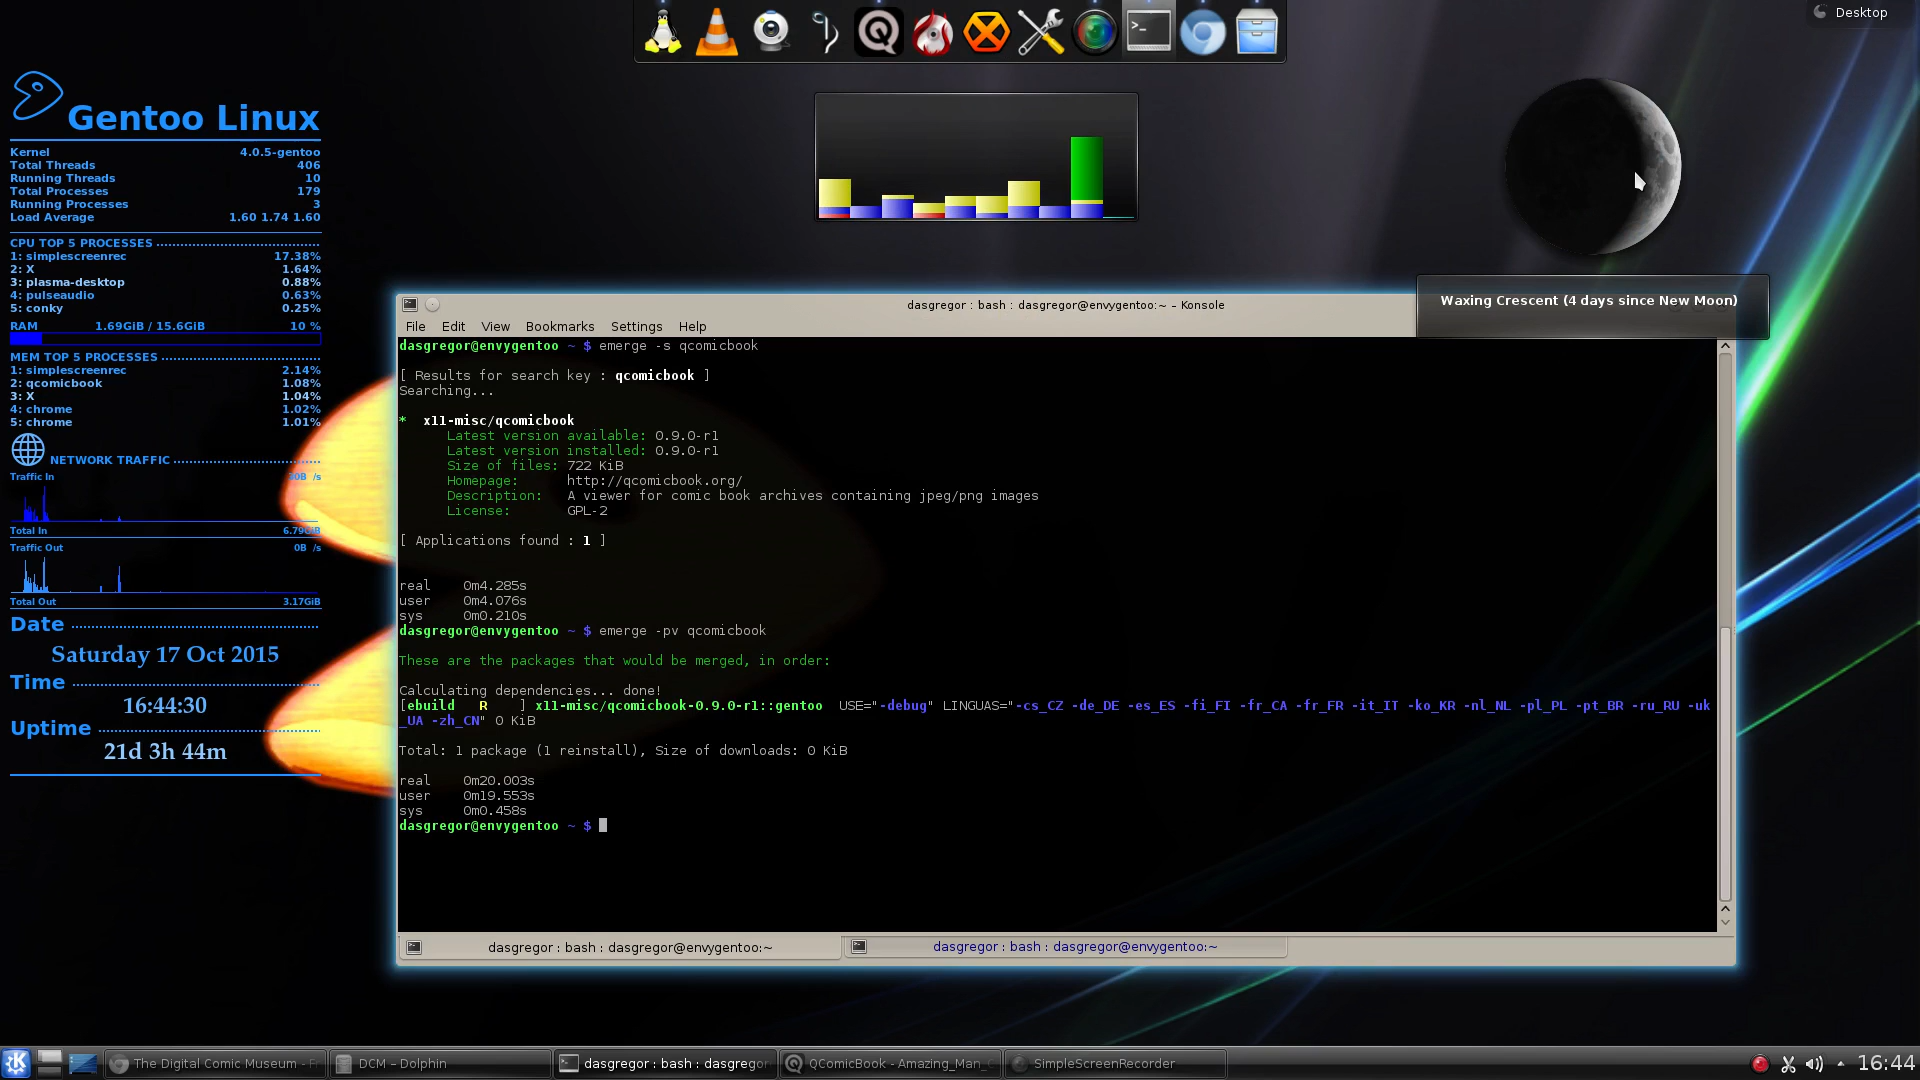 Desktop
Gentoo Linux
Kernel 4.0.5-gentoo
Total Threads 406
Running Threads 10
Total Processes 179
Running Processes 3
Load Average 1.60 1.74 1.60
CPU TOP 5 PROCESSES
1: simplescreenrec 17.38%
2: X 1.64%
3: plasma-desktop 0.88%
4: pulseaudio 0.63%
5: conky 0.25%
RAM 1.69GiB / 15.6GiB 10 %
MEM TOP 5 PROCESSES
1: simplescreenrec 2.14%
2: qcomicbook 1.08%
3: X 1.04%
4: chrome 1.02%
5: chrome 1.01%
NETWORK TRAFFIC
Traffic In /s
Total In 6.79GiB
Traffic Out 0B /s
Total Out 3.17GiB
Date
Saturday 17 Oct 2015
Time
16:44:30
Uptime
21d 3h 44m
Waxing Crescent (4 days since New Moon)
dasgregor : bash : dasgregor@envygentoo:~ – Konsole
File Edit View Bookmarks Settings Help
dasgregor@envygentoo ~ $ emerge -s qcomicbook
[ Results for search key : qcomicbook ]
Searching...
* x11-misc/qcomicbook
Latest version available: 0.9.0-r1
Latest version installed: 0.9.0-r1
Size of files: 722 KiB
Homepage: http://qcomicbook.org/
Description: A viewer for comic book archives containing jpeg/png images
License: GPL-2
[ Applications found : 1 ]
real 0m4.285s
user 0m4.076s
sys 0m0.210s
dasgregor@envygentoo ~ $ emerge -pv qcomicbook
These are the packages that would be merged, in order:
Calculating dependencies... done!
[ebuild R ] x11-misc/qcomicbook-0.9.0-r1::gentoo USE="-debug" LINGUAS="-cs_CZ -de_DE -es_ES -fi_FI -fr_CA -fr_FR -it_IT -ko_KR -nl_NL -pl_PL -pt_BR -ru_RU -uk
_UA -zh_CN" 0 KiB
Total: 1 package (1 reinstall), Size of downloads: 0 KiB
real 0m20.003s
user 0m19.553s
sys 0m0.458s
dasgregor@envygentoo ~ $
dasgregor : bash : dasgregor@envygentoo:~
dasgregor : bash : dasgregor@envygentoo:~
The Digital Comic Museum - Fr
DCM – Dolphin
dasgregor : bash : dasgregor
QComicBook - Amazing_Man_C
SimpleScreenRecorder
16:44